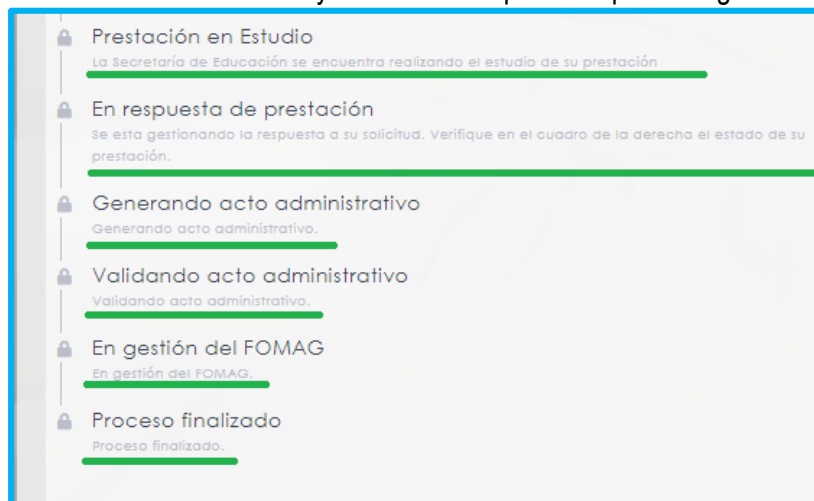 Prestación en Estudio
La Secretaría de Educación se encuentra realizando el estudio de su prestación
En respuesta de prestación
Se esta gestionando la respuesta a su solicitud. Verifique en el cuadro de la derecha el estado de su
prestación.
Generando acto administrativo
Generando acto administrativo.
Validando acto administrativo
Validando acto administrativo.
En gestión del FOMAG
En gestión del FOMAG.
Proceso finalizado
Proceso finalizado.